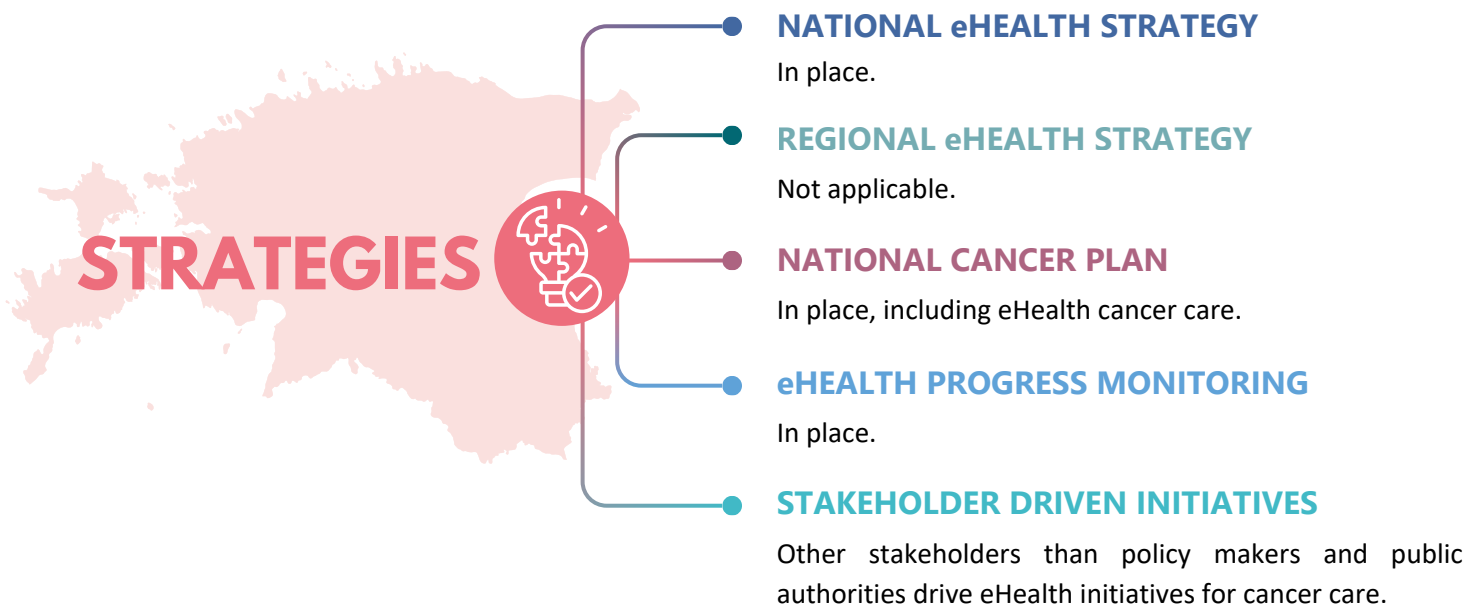 STRATEGIES
NATIONAL eHEALTH STRATEGY
In place.
REGIONAL eHEALTH STRATEGY
Not applicable.
NATIONAL CANCER PLAN
In place, including eHealth cancer care.
eHEALTH PROGRESS MONITORING
In place.
STAKEHOLDER DRIVEN INITIATIVES
Other stakeholders than policy makers and public
authorities drive eHealth initiatives for cancer care.